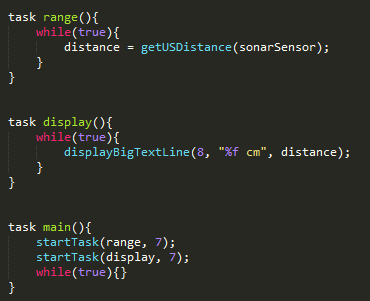 task range(){
    while(true){
        distance = getUSDistance(sonarSensor);
    }
}
task display(){
    while(true){
        displayBigTextLine(8, "%f cm", distance);
    }
}
task main(){
    startTask(range, 7);
    startTask(display, 7);
    while(true){}
}